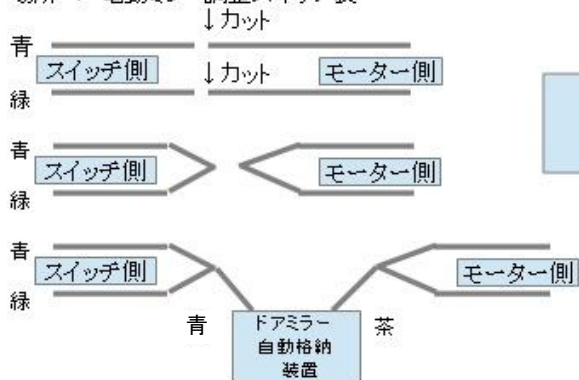 ↓カット
青
スイッチ側
↓カット
モーター側
緑
青
スイッチ側
モーター側
緑
青
スイッチ側
モーター側
緑
青
ドアミラー
自動格納
装置
茶